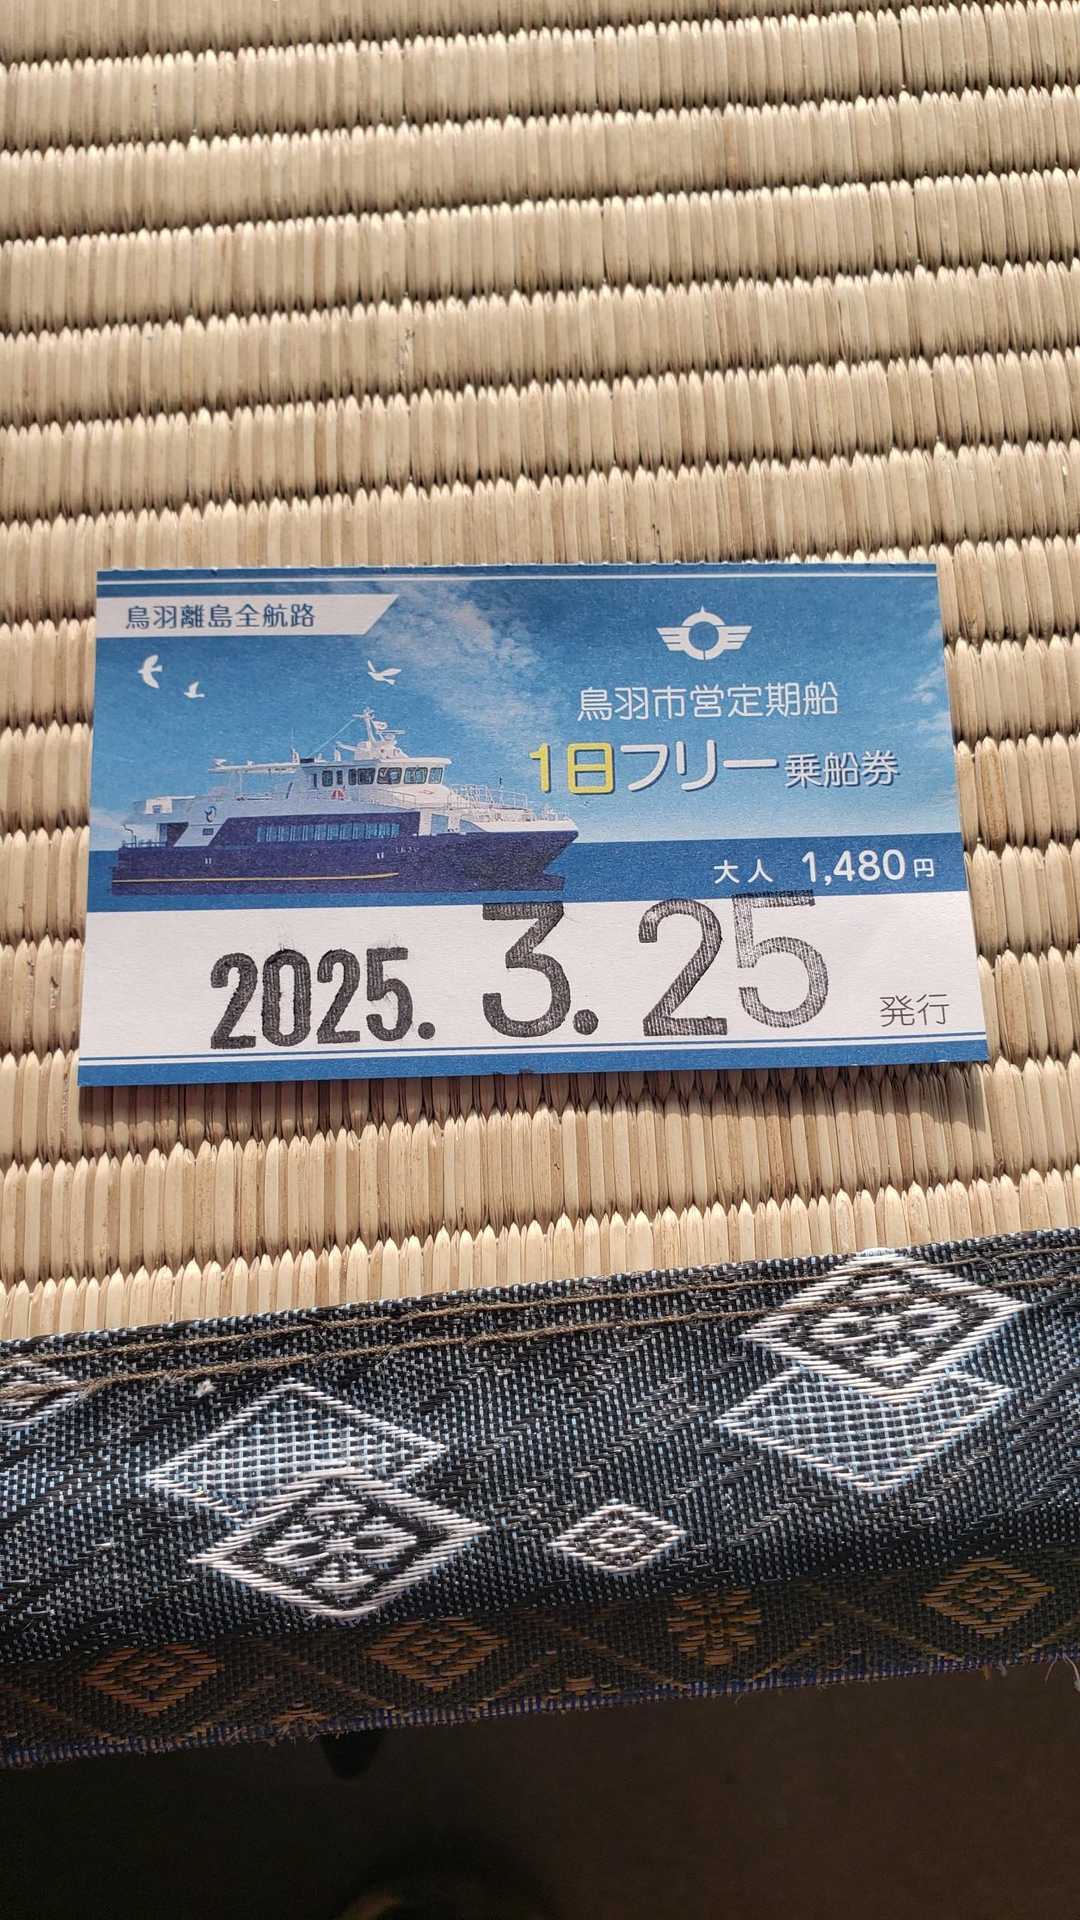 鳥羽離島全航路
鳥羽市営定期船
1日フリー乗船券
大人 1,480円
2025. 3. 25 発行